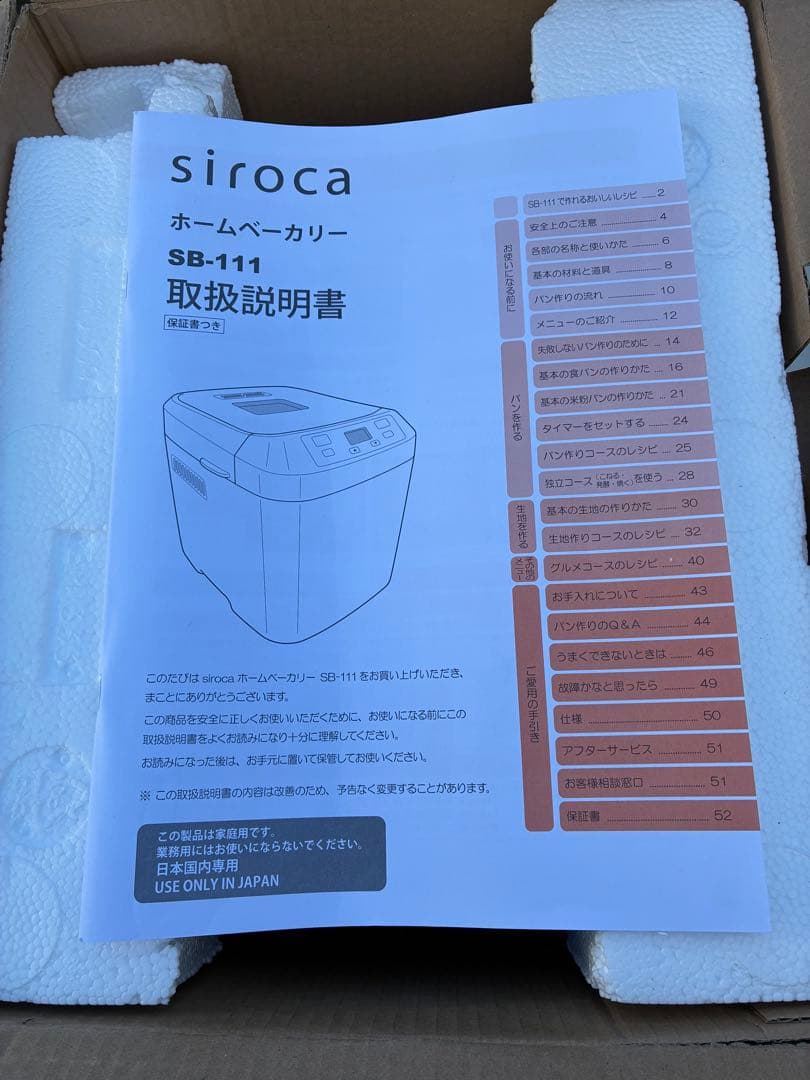 siroca
ホームベーカリー
SB-111
取扱説明書
保証書つき
このたびは siroca ホームベーカリー SB-111 をお買い上げいただき、
まことにありがとうございます。
この商品を安全に正しくお使いいただくために、お使いになる前にこの
取扱説明書をよくお読みになり十分に理解してください。
お読みになった後は、お手元に置いて保管してお使いください。
※ この取扱説明書の内容は改善のため、予告なく変更することがあります。
この製品は家庭用です。
業務用にはお使いにならないでください。
日本国内専用
USE ONLY IN JAPAN
SB-111で作れるおいしいレシピ ……2
お使いになる前に
安全上のご注意 ……………… 4
各部の名称と使いかた ……… 6
基本の材料と道具 …………… 8
パン作りの流れ ……………… 10
メニューのご紹介 …………… 12
パンを作る
失敗しないパン作りのために … 14
基本の食パンの作りかた …. 16
基本の米粉パンの作りかた … 21
タイマーをセットする ……… 24
パン作りコースのレシピ …… 25
独立コース(こねる・発酵・焼く)を使う … 28
生地を作る
基本の生地の作りかた ……… 30
生地作りコースのレシピ …. 32
その他のメニュー
グルメコースのレシピ ……… 40
ご愛用の手引き
お手入れについて …………… 43
パン作りのQ&A ……………… 44
うまくできないときは ……… 46
故障かなと思ったら ………… 49
仕様 …………………………… 50
アフターサービス …………… 51
お客様相談窓口 ……………… 51
保証書 ………………………… 52